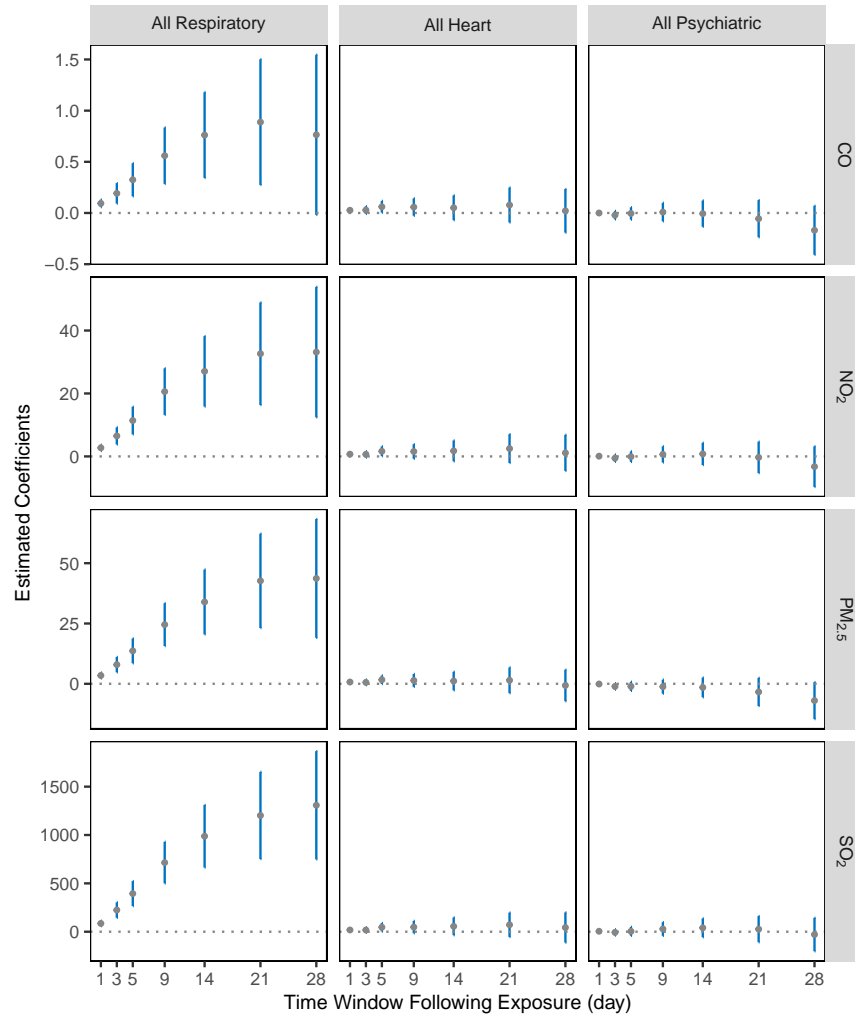 All Respiratory All Heart All Psychiatric
1.5
1.0
0.5
0.0
−0.5
CO
40
20
0
NO₂
Estimated Coefficients
50
25
0
PM₂.₅
1500
1000
500
0
SO₂
1 3 5 9 14 21 28 1 3 5 9 14 21 28 1 3 5 9 14 21 28
Time Window Following Exposure (day)